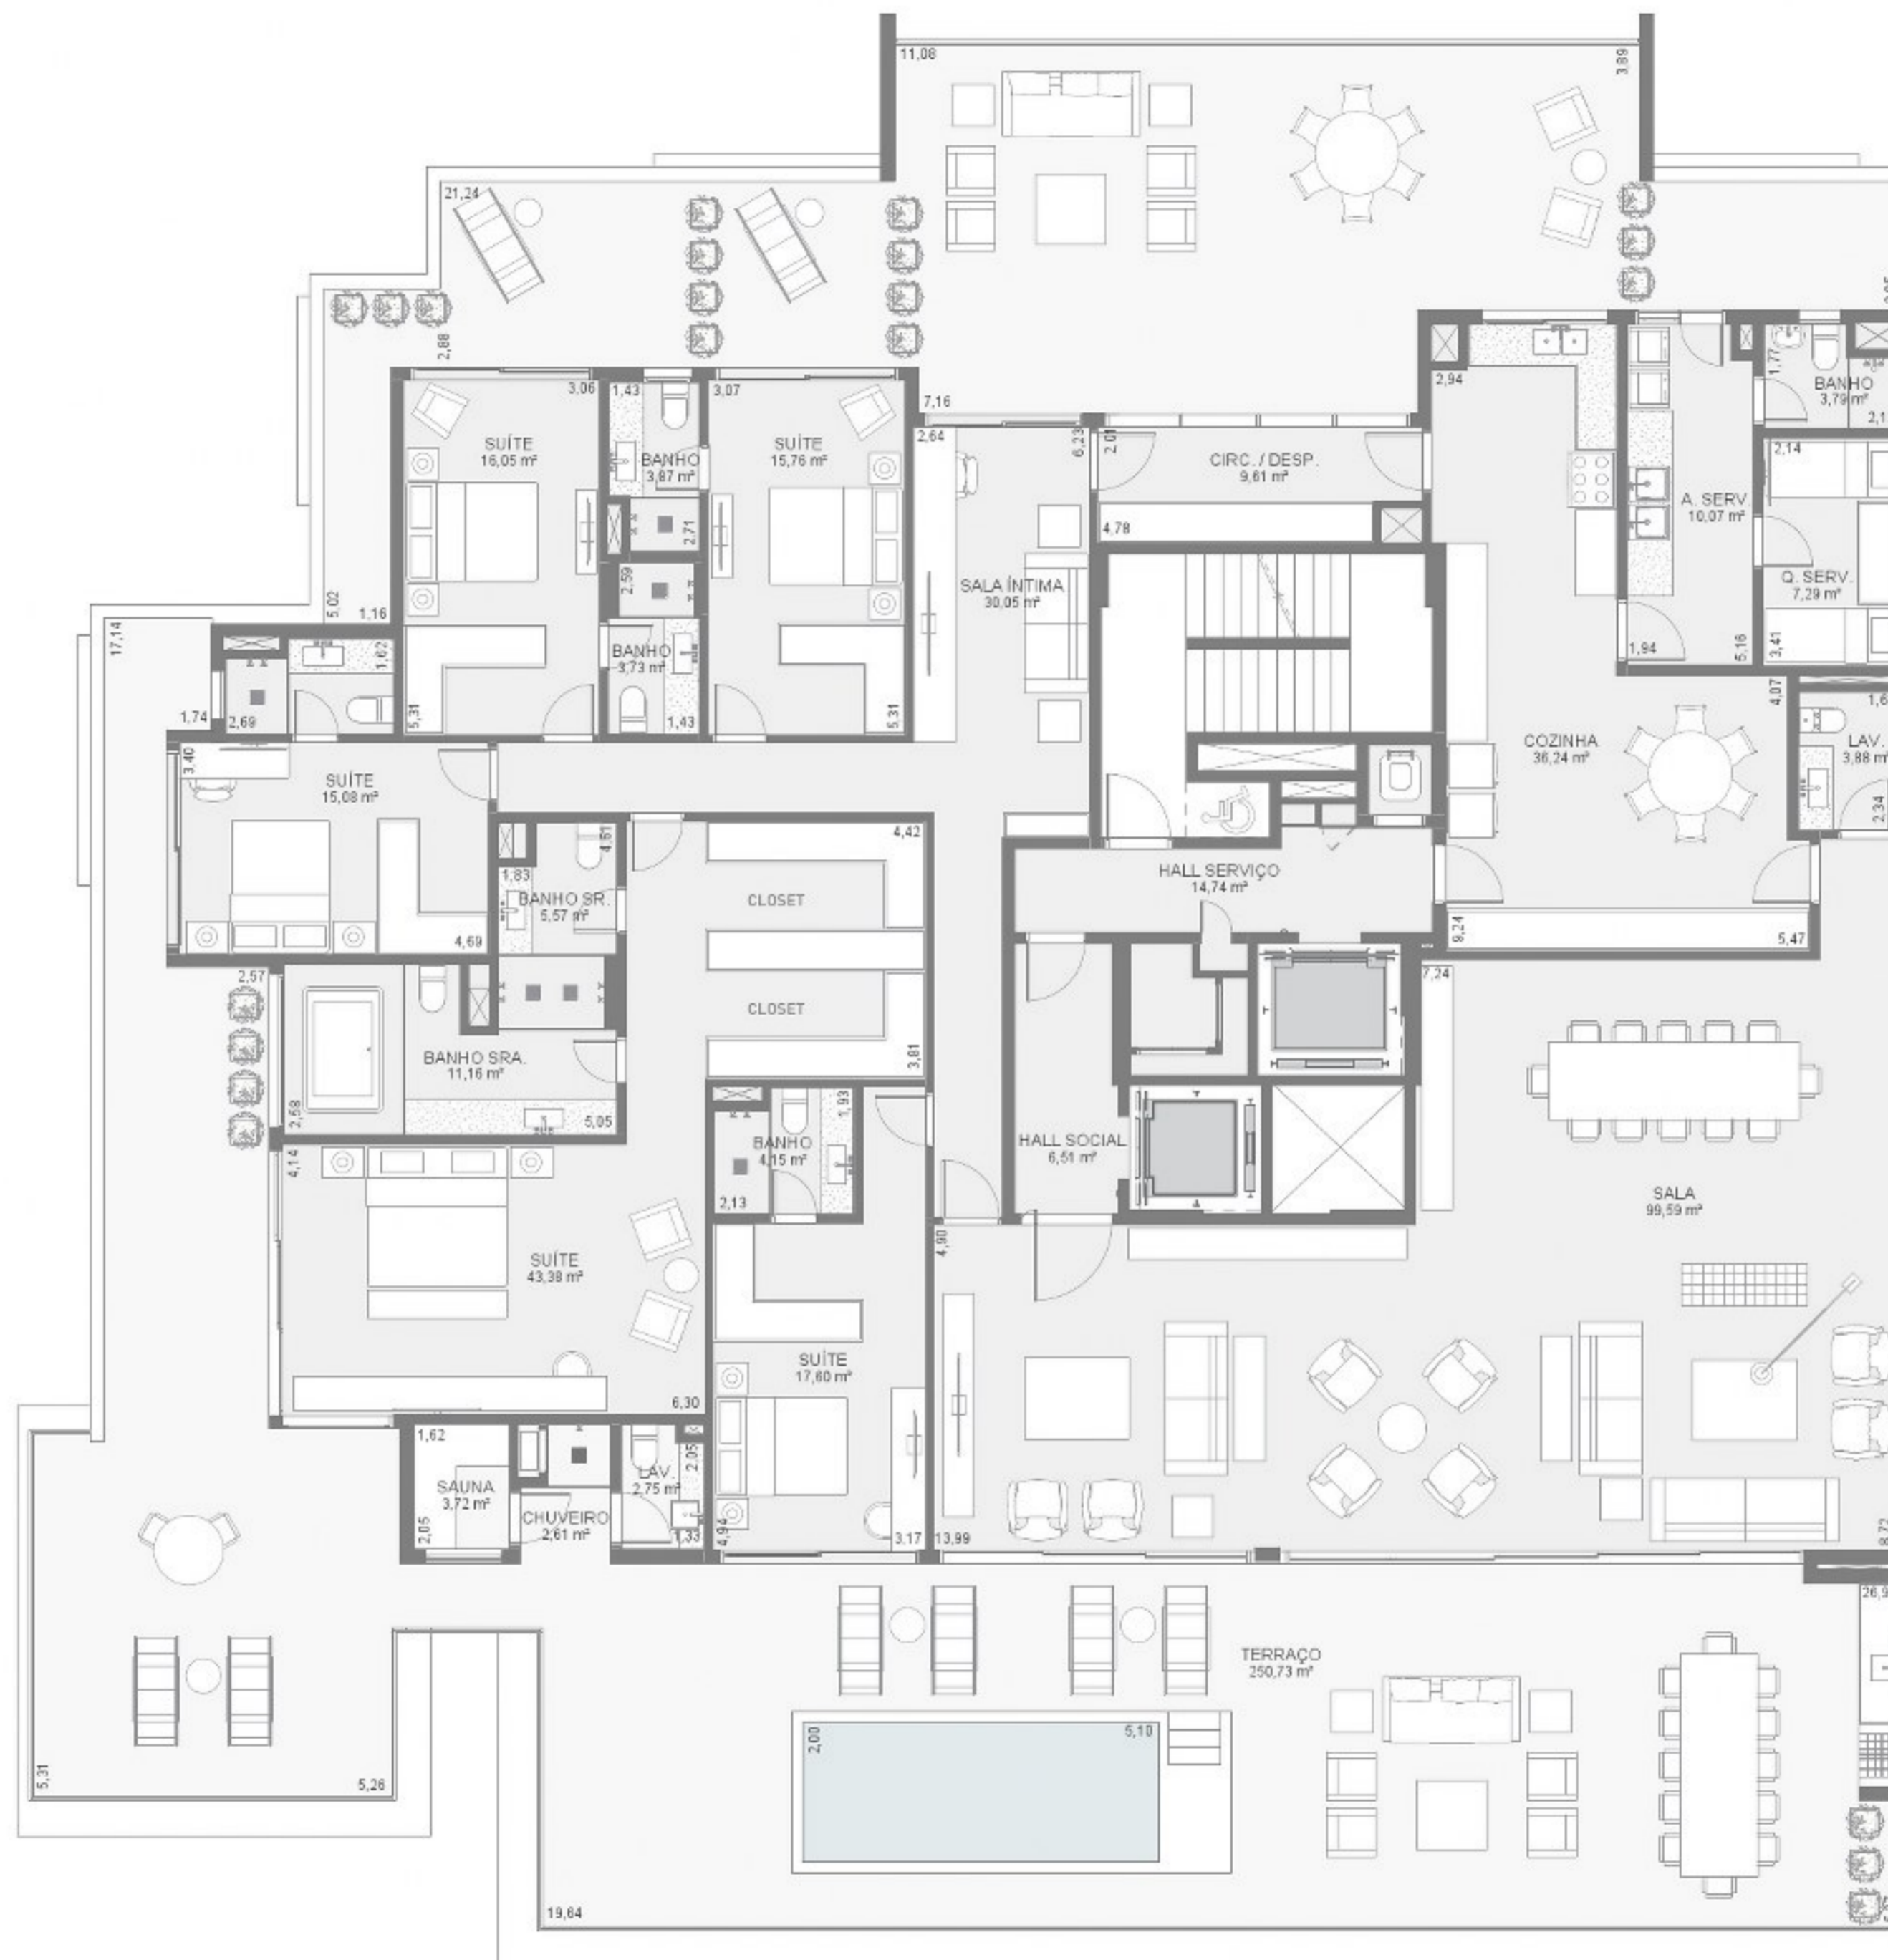 11,08
3,89
21,24
2,88
3,06
1,43
3,07
7,16
2,64
6,23
2,01
2,94
1,77
BANHO
3,79 m²
SUÍTE
16,05 m²
BANHO
3,87 m²
SUÍTE
15,76 m²
CIRC. / DESP.
9,61 m²
2,14
A. SERV
10,07 m²
2,71
4,78
2,59
SALA ÍNTIMA
30,05 m²
Q. SERV.
7,29 m²
5,02
1,16
17,14
1,62
BANHO
3,73 m²
1,94
5,16
3,41
1,74
2,69
5,31
1,43
5,31
4,07
COZINHA
36,24 m²
LAV.
3,88 m²
3,40
SUÍTE
15,08 m²
2,34
4,61
4,42
1,83
BANHO SR.
5,57 m²
CLOSET
HALL SERVIÇO
14,74 m²
4,69
9,24
5,47
2,57
7,24
CLOSET
BANHO SRA.
11,16 m²
3,81
2,58
5,05
1,93
BANHO
4,15 m²
HALL SOCIAL
6,51 m²
4,14
2,13
SALA
99,59 m²
4,90
SUÍTE
43,38 m²
SUÍTE
17,60 m²
6,30
1,62
2,05
SAUNA
3,72 m²
LAV.
2,75 m²
CHUVEIRO
2,61 m²
2,05
1,33
4,94
3,17
13,99
8,72
TERRAÇO
250,73 m²
2,00
5,10
5,31
5,26
19,64